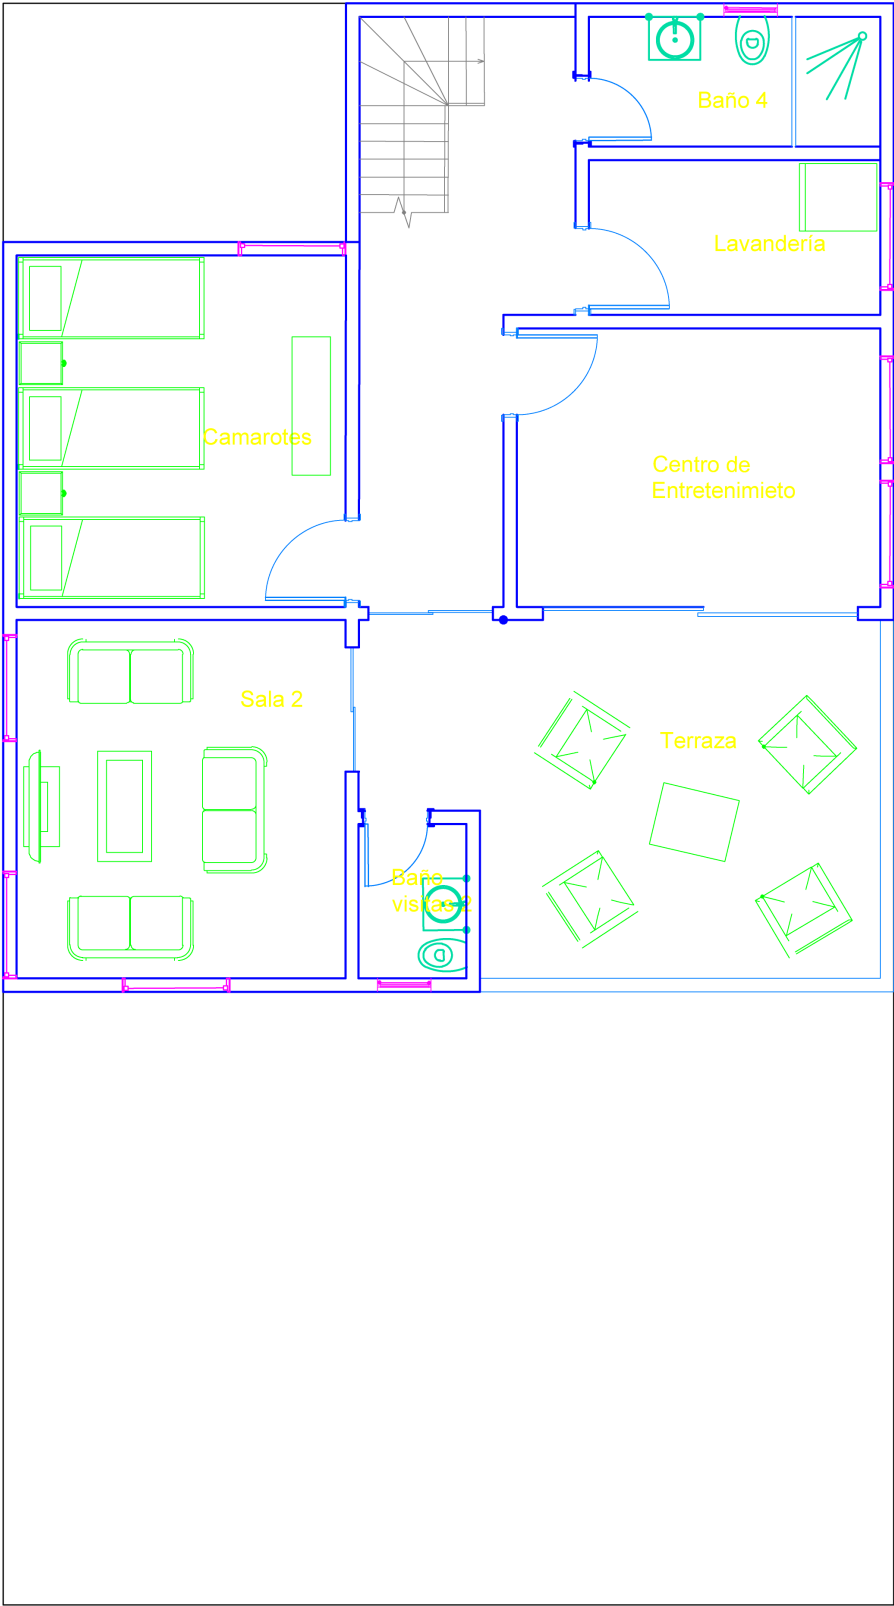 Baño 4
Lavandería
Camarotes
Centro de
Entretenimieto
Sala 2
Terraza
Baño
visitas 2